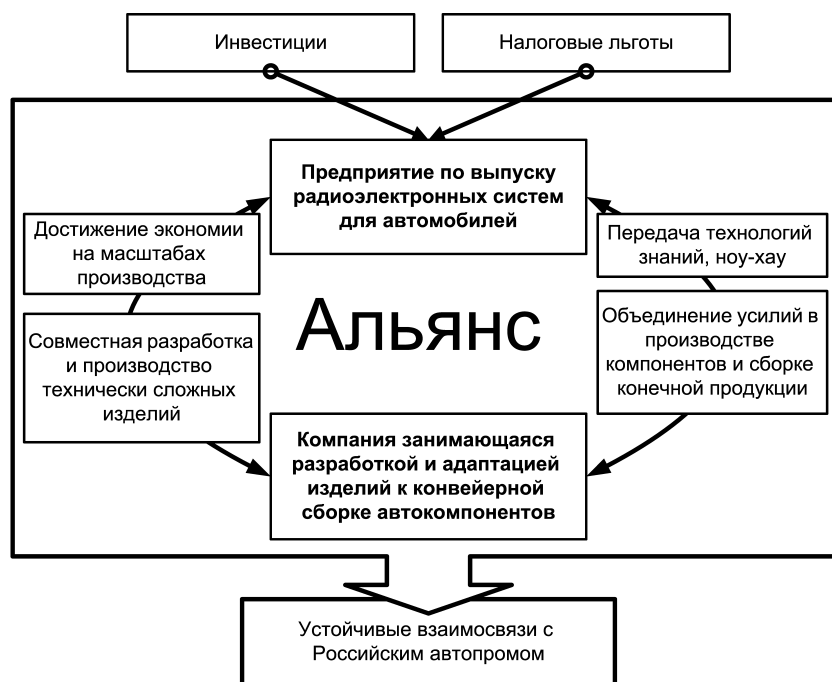 Инвестиции
Налоговые льготы
Предприятие по выпуску
радиоэлектронных систем
для автомобилей
Достижение экономии
на масштабах
производства
Передача технологий
знаний, ноу-хау
Альянс
Совместная разработка
и производство
технически сложных
изделий
Объединение усилий в
производстве
компонентов и сборке
конечной продукции
Компания занимающаяся
разработкой и адаптацией
изделий к конвейерной
сборке автокомпонентов
Устойчивые взаимосвязи с
Российским автопромом